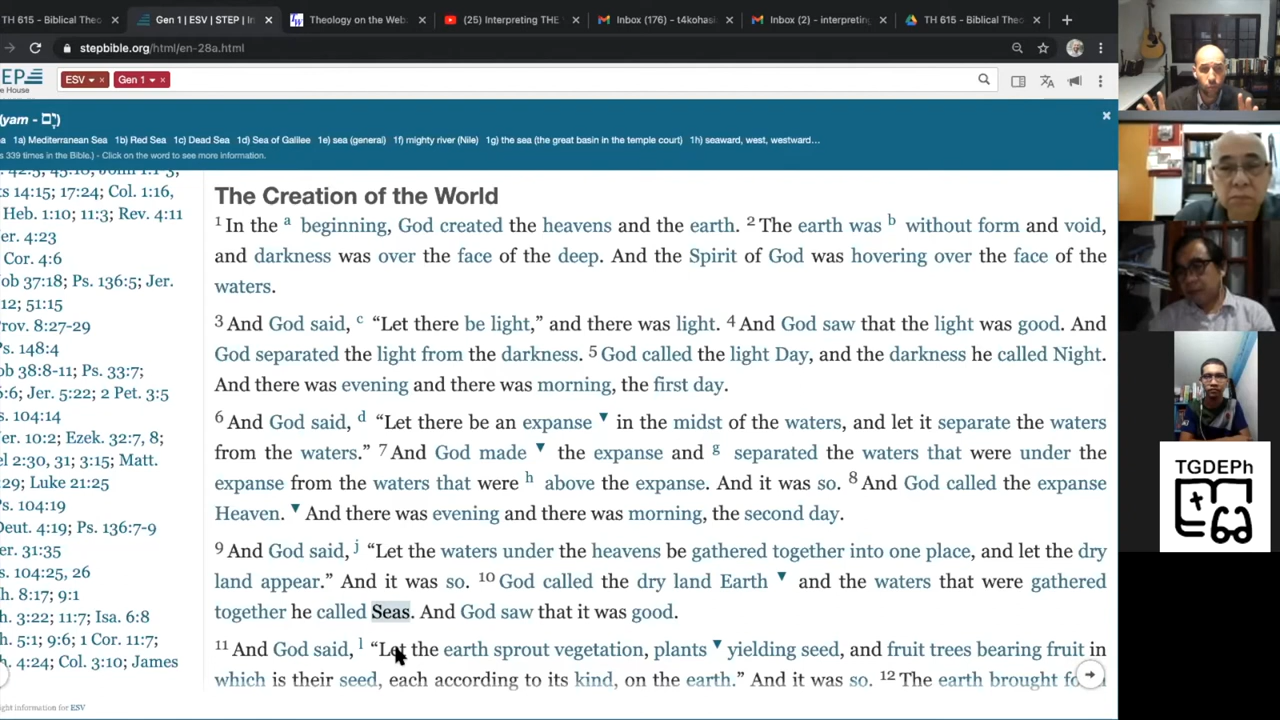 TH 615 - Biblical Theo
Gen 1 | ESV | STEP | In
Theology on the Web.
(25) Interpreting THE
Inbox (176) - t4kohasi
Inbox (2) - interpreting
TH 615 - Biblical Theo
stepbible.org/html/en-28a.html
EP
e House
ESV
Gen 1
(yam - יָם)
ea 1a) Mediterranean Sea 1b) Red Sea 1c) Dead Sea 1d) Sea of Galilee 1e) sea (general) 1f) mighty river (Nile) 1g) the sea (the great basin in the temple court) 1h) seaward, west, westward...
s 339 times in the Bible.) - Click on the word to see more information.
ts 14:15; 17:24; Col. 1:16,
Heb. 1:10; 11:3; Rev. 4:11
er. 4:23
Cor. 4:6
ob 37:18; Ps. 136:5; Jer.
12; 51:15
rov. 8:27-29
s. 148:4
ob 38:8-11; Ps. 33:7;
6:6; Jer. 5:22; 2 Pet. 3:5
s. 104:14
er. 10:2; Ezek. 32:7, 8;
el 2:30, 31; 3:15; Matt.
:29; Luke 21:25
s. 104:19
Deut. 4:19; Ps. 136:7-9
er. 31:35
s. 104:25, 26
h. 8:17; 9:1
h. 3:22; 11:7; Isa. 6:8
h. 5:1; 9:6; 1 Cor. 11:7;
h. 4:24; Col. 3:10; James
ght information for ESV
The Creation of the World
1 In the a beginning, God created the heavens and the earth. 2 The earth was b without form and void,
and darkness was over the face of the deep. And the Spirit of God was hovering over the face of the
waters.
3 And God said, c “Let there be light,” and there was light. 4 And God saw that the light was good. And
God separated the light from the darkness. 5 God called the light Day, and the darkness he called Night.
And there was evening and there was morning, the first day.
6 And God said, d “Let there be an expanse ▼ in the midst of the waters, and let it separate the waters
from the waters.” 7 And God made ▼ the expanse and g separated the waters that were under the
expanse from the waters that were h above the expanse. And it was so. 8 And God called the expanse
Heaven. ▼ And there was evening and there was morning, the second day.
9 And God said, j “Let the waters under the heavens be gathered together into one place, and let the dry
land appear.” And it was so. 10 God called the dry land Earth ▼ and the waters that were gathered
together he called Seas. And God saw that it was good.
11 And God said, l “Let the earth sprout vegetation, plants ▼ yielding seed, and fruit trees bearing fruit in
which is their seed, each according to its kind, on the earth.” And it was so. 12 The earth brought fo
TGDEPh